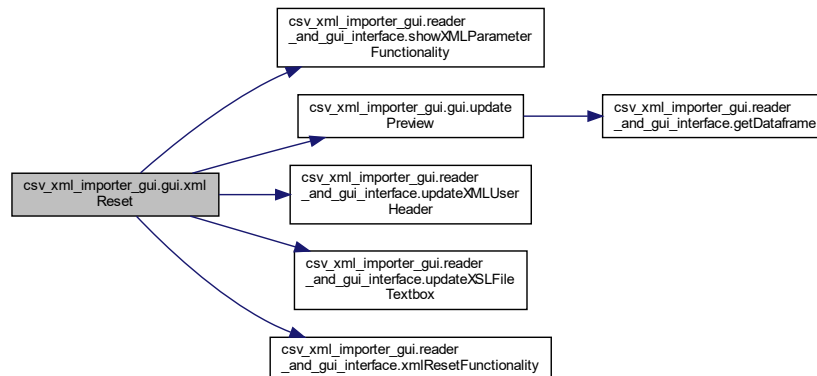 csv_xml_importer_gui.reader
_and_gui_interface.showXMLParameter
Functionality
csv_xml_importer_gui.gui.update
Preview
csv_xml_importer_gui.reader
_and_gui_interface.getDataframe
csv_xml_importer_gui.gui.xml
Reset
csv_xml_importer_gui.reader
_and_gui_interface.updateXMLUser
Header
csv_xml_importer_gui.reader
_and_gui_interface.updateXSLFile
Textbox
csv_xml_importer_gui.reader
_and_gui_interface.xmlResetFunctionality